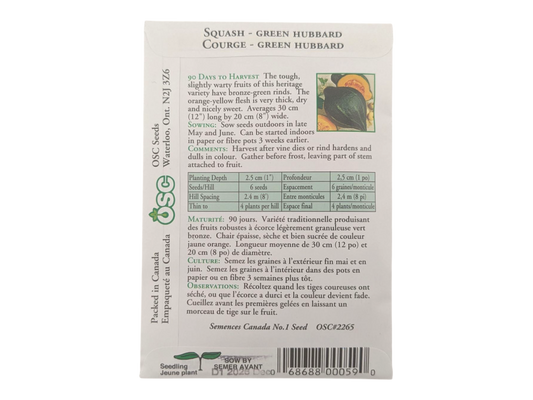 SQUASH - GREEN HUBBARD
COURGE - GREEN HUBBARD
90 DAYS TO HARVEST The tough,
slightly warty fruits of this heritage
variety have bronze-green rinds. The
orange-yellow flesh is very thick, dry
and nicely sweet. Averages 30 cm
(12") long by 20 cm (8") wide.
SOWING: Sow seeds outdoors in late
May and June. Can be started indoors
in paper or fibre pots 3 weeks earlier.
COMMENTS: Harvest after vine dies or rind hardens and
dulls in colour. Gather before frost, leaving part of stem
attached to fruit.
Planting Depth 2.5 cm (1") Profondeur 2.5 cm (1 po)
Seeds/Hill 6 seeds Espacement 6 graines/monticule
Hill Spacing 2.4 m (8') Entre monticules 2.4 m (8 pi)
Thin to 4 plants per hill Espace final 4 plants/monticule
MATURITÉ: 90 jours. Variété traditionnelle produisant
des fruits robustes à écorce légèrement granuleuse vert
bronze. Chair épaisse, sèche et bien sucrée de couleur
jaune orange. Longueur moyenne de 30 cm (12 po) et
20 cm (8 po) de diamètre.
CULTURE: Semez les graines à l'extérieur fin mai et en
juin. Semez les graines à l'intérieur dans des pots en
papier ou en fibre 3 semaines plus tôt.
OBSERVATIONS: Récoltez quand les tiges coureuses ont
séché, ou que l'écorce a durci et la couleur devient fade.
Cueillez avant les premières gelées en laissant un
morceau de tige sur le fruit.
Semences Canada No.1 Seed OSC#2265
OSC Seeds
Waterloo, Ont. N2J 3Z6
OSC
Packed in Canada
Empaqueté au Canada
Seedling
Jeune plant
SOW BY
SEMER AVANT
0 68688 00059 0